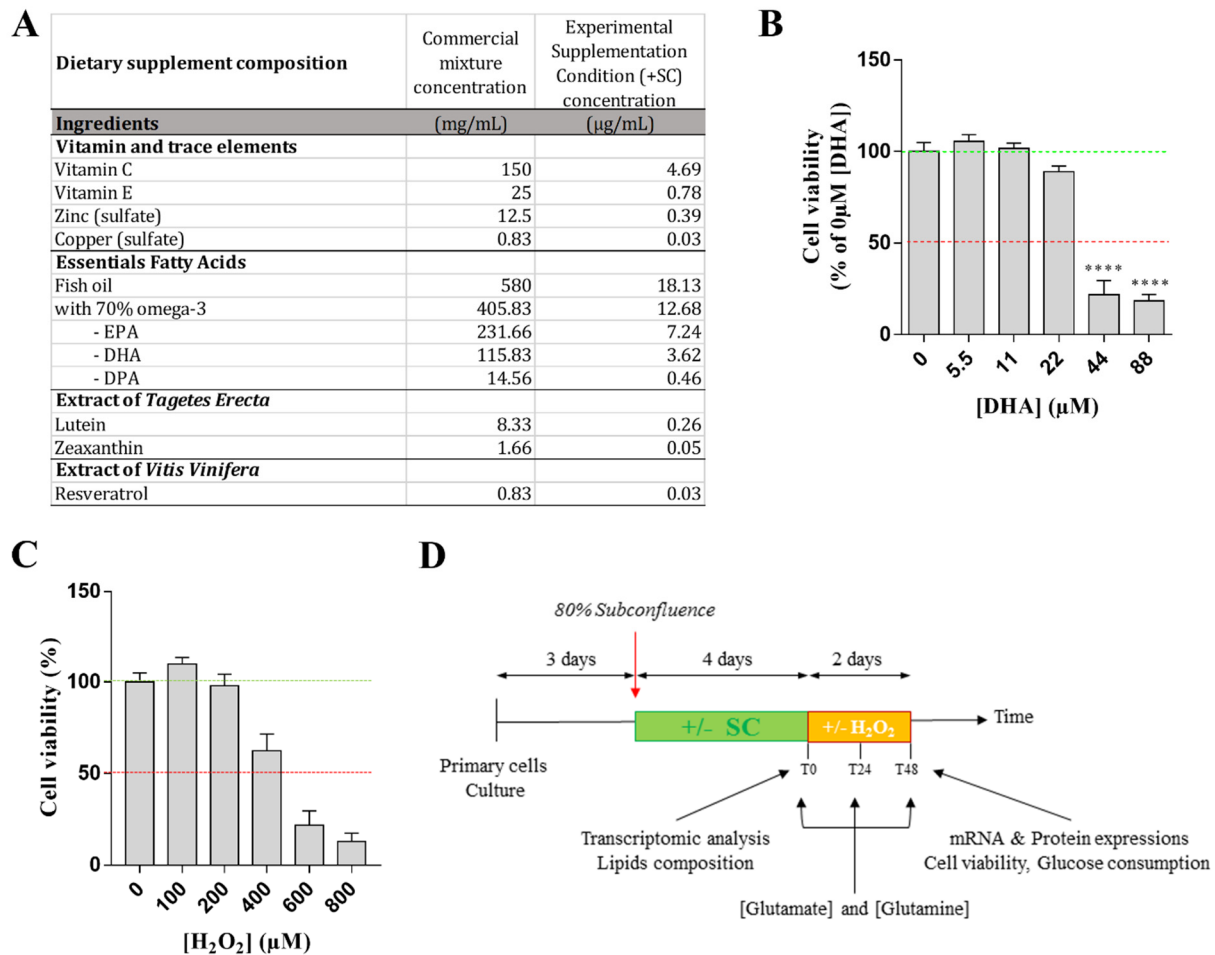 A
Dietary supplement composition
Commercial
mixture
concentration
Experimental
Supplementation
Condition (+SC)
concentration
Ingredients (mg/mL) (µg/mL)
Vitamin and trace elements
Vitamin C 150 4.69
Vitamin E 25 0.78
Zinc (sulfate) 12.5 0.39
Copper (sulfate) 0.83 0.03
Essentials Fatty Acids
Fish oil 580 18.13
with 70% omega-3 405.83 12.68
- EPA 231.66 7.24
- DHA 115.83 3.62
- DPA 14.56 0.46
Extract of Tagetes Erecta
Lutein 8.33 0.26
Zeaxanthin 1.66 0.05
Extract of Vitis Vinifera
Resveratrol 0.83 0.03
B
Cell viability
(% of 0µM [DHA])
150
100
50
0
**** ****
0 5.5 11 22 44 88
[DHA] (µM)
C
Cell viability (%)
150
100
50
0
0 100 200 400 600 800
[H₂O₂] (µM)
D
80% Subconfluence
3 days 4 days 2 days
+/- SC +/- H₂O₂ Time
Primary cells
Culture
T0 T24 T48
Transcriptomic analysis
Lipids composition
mRNA & Protein expressions
Cell viability, Glucose consumption
[Glutamate] and [Glutamine]